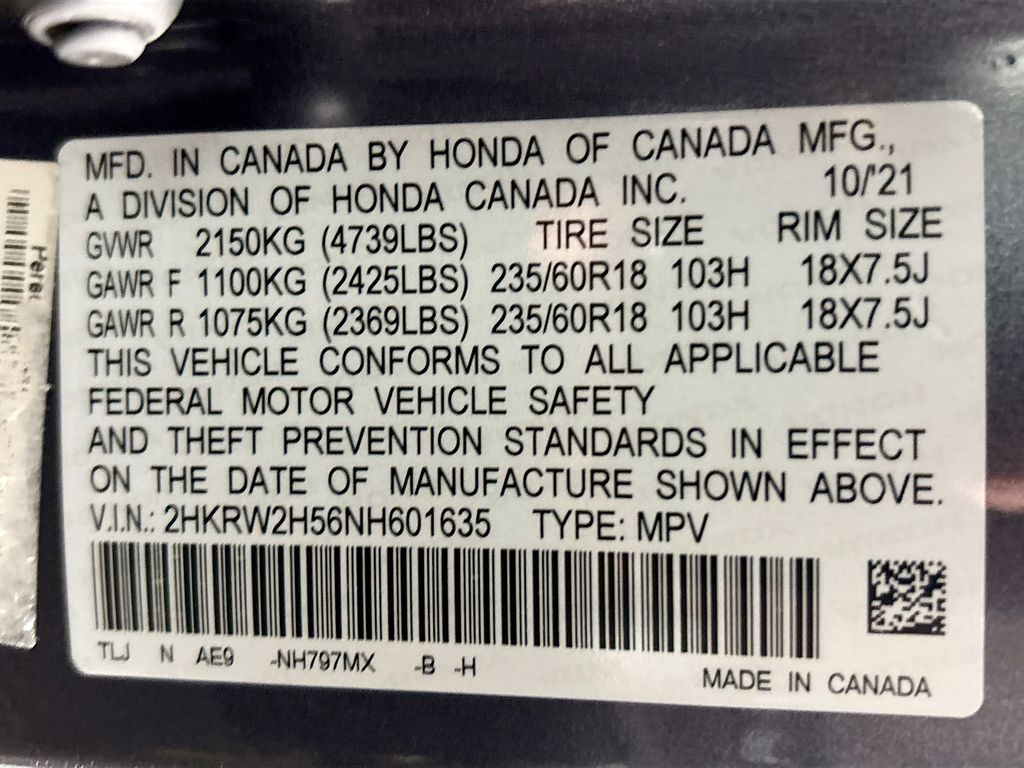 MFD. IN CANADA BY HONDA OF CANADA MFG.,
A DIVISION OF HONDA CANADA INC. 10/'21
GVWR 2150KG (4739LBS) TIRE SIZE RIM SIZE
GAWR F 1100KG (2425LBS) 235/60R18 103H 18X7.5J
GAWR R 1075KG (2369LBS) 235/60R18 103H 18X7.5J
THIS VEHICLE CONFORMS TO ALL APPLICABLE
FEDERAL MOTOR VEHICLE SAFETY
AND THEFT PREVENTION STANDARDS IN EFFECT
ON THE DATE OF MANUFACTURE SHOWN ABOVE.
V.I.N.: 2HKRW2H56NH601635 TYPE: MPV
TLJ N AE9 -NH797MX -B -H
MADE IN CANADA